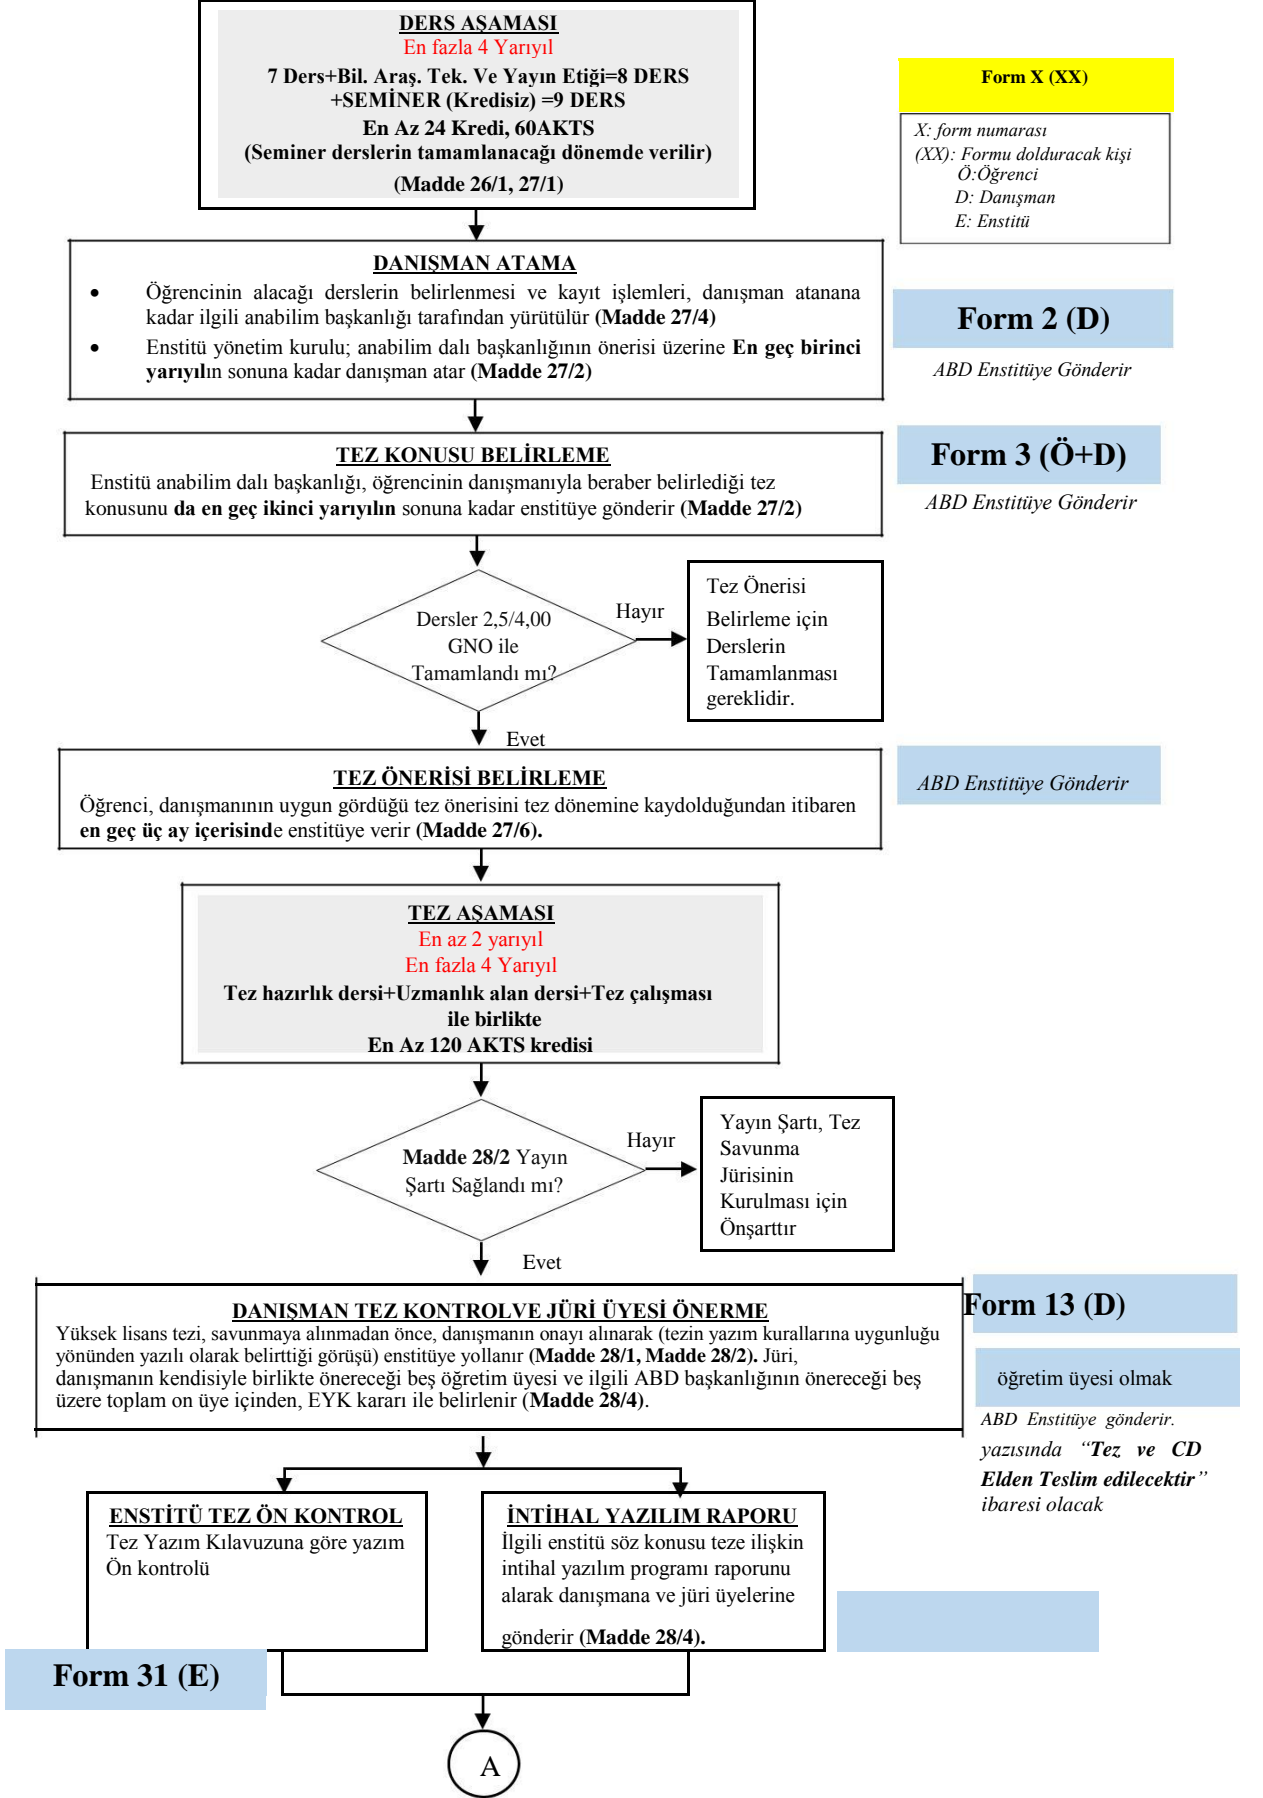 DERS AŞAMASI
En fazla 4 Yarıyıl
7 Ders+Bil. Araş. Tek. Ve Yayın Etiği=8 DERS
+SEMİNER (Kredisiz) =9 DERS
En Az 24 Kredi, 60AKTS
(Seminer derslerin tamamlanacağı dönemde verilir)
(Madde 26/1, 27/1)
Form X (XX)
X: form numarası
(XX): Formu dolduracak kişi
Ö:Öğrenci
D: Danışman
E: Enstitü
DANIŞMAN ATAMA
• Öğrencinin alacağı derslerin belirlenmesi ve kayıt işlemleri, danışman atanana
kadar ilgili anabilim başkanlığı tarafından yürütülür (Madde 27/4)
• Enstitü yönetim kurulu; anabilim dalı başkanlığının önerisi üzerine En geç birinci
yarıyılın sonuna kadar danışman atar (Madde 27/2)
Form 2 (D)
ABD Enstitüye Gönderir
TEZ KONUSU BELİRLEME
Enstitü anabilim dalı başkanlığı, öğrencinin danışmanıyla beraber belirlediği tez
konusunu da en geç ikinci yarıyılın sonuna kadar enstitüye gönderir (Madde 27/2)
Form 3 (Ö+D)
ABD Enstitüye Gönderir
Dersler 2,5/4,00
GNO ile
Tamamlandı mı?
Hayır
Tez Önerisi
Belirleme için
Derslerin
Tamamlanması
gereklidir.
Evet
TEZ ÖNERİSİ BELİRLEME
Öğrenci, danışmanının uygun gördüğü tez önerisini tez dönemine kaydolduğundan itibaren
en geç üç ay içerisinde enstitüye verir (Madde 27/6).
ABD Enstitüye Gönderir
TEZ AŞAMASI
En az 2 yarıyıl
En fazla 4 Yarıyıl
Tez hazırlık dersi+Uzmanlık alan dersi+Tez çalışması
ile birlikte
En Az 120 AKTS kredisi
Madde 28/2 Yayın
Şartı Sağlandı mı?
Hayır
Yayın Şartı, Tez
Savunma
Jürisinin
Kurulması için
Önşarttır
Evet
DANIŞMAN TEZ KONTROLVE JÜRİ ÜYESİ ÖNERME
Yüksek lisans tezi, savunmaya alınmadan önce, danışmanın onayı alınarak (tezin yazım kurallarına uygunluğu
yönünden yazılı olarak belirttiği görüşü) enstitüye yollanır (Madde 28/1, Madde 28/2). Jüri,
danışmanın kendisiyle birlikte önereceği beş öğretim üyesi ve ilgili ABD başkanlığının önereceği beş
üzere toplam on üye içinden, EYK kararı ile belirlenir (Madde 28/4).
Form 13 (D)
öğretim üyesi olmak
ABD Enstitüye gönderir.
yazısında “Tez ve CD
Elden Teslim edilecektir”
ibaresi olacak
ENSTİTÜ TEZ ÖN KONTROL
Tez Yazım Kılavuzuna göre yazım
Ön kontrolü
İNTİHAL YAZILIM RAPORU
İlgili enstitü söz konusu teze ilişkin
intihal yazılım programı raporunu
alarak danışmana ve jüri üyelerine
gönderir (Madde 28/4).
Form 31 (E)
A